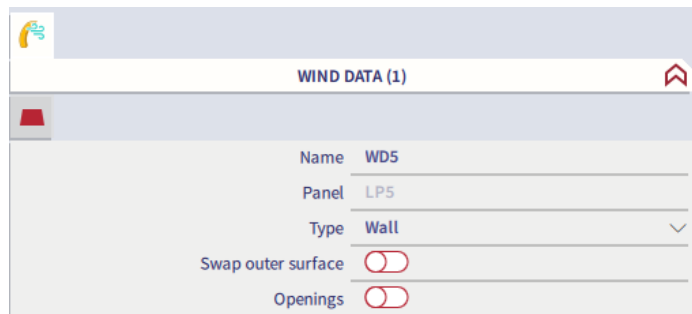 WIND DATA (1)
Name WD5
Panel LP5
Type Wall
Swap outer surface
Openings